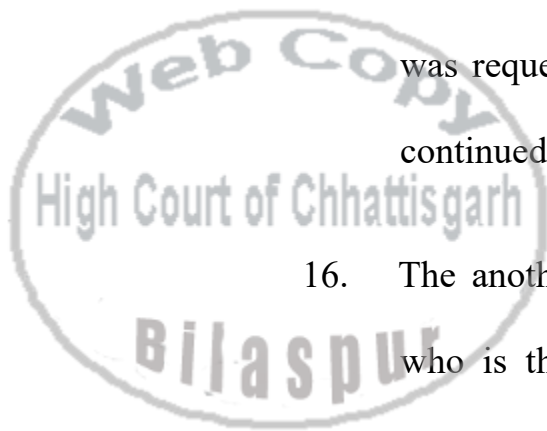 Web Copy
was reque
continued
High Court of Chhattisgarh
16. The anoth
Bilaspur
who is th